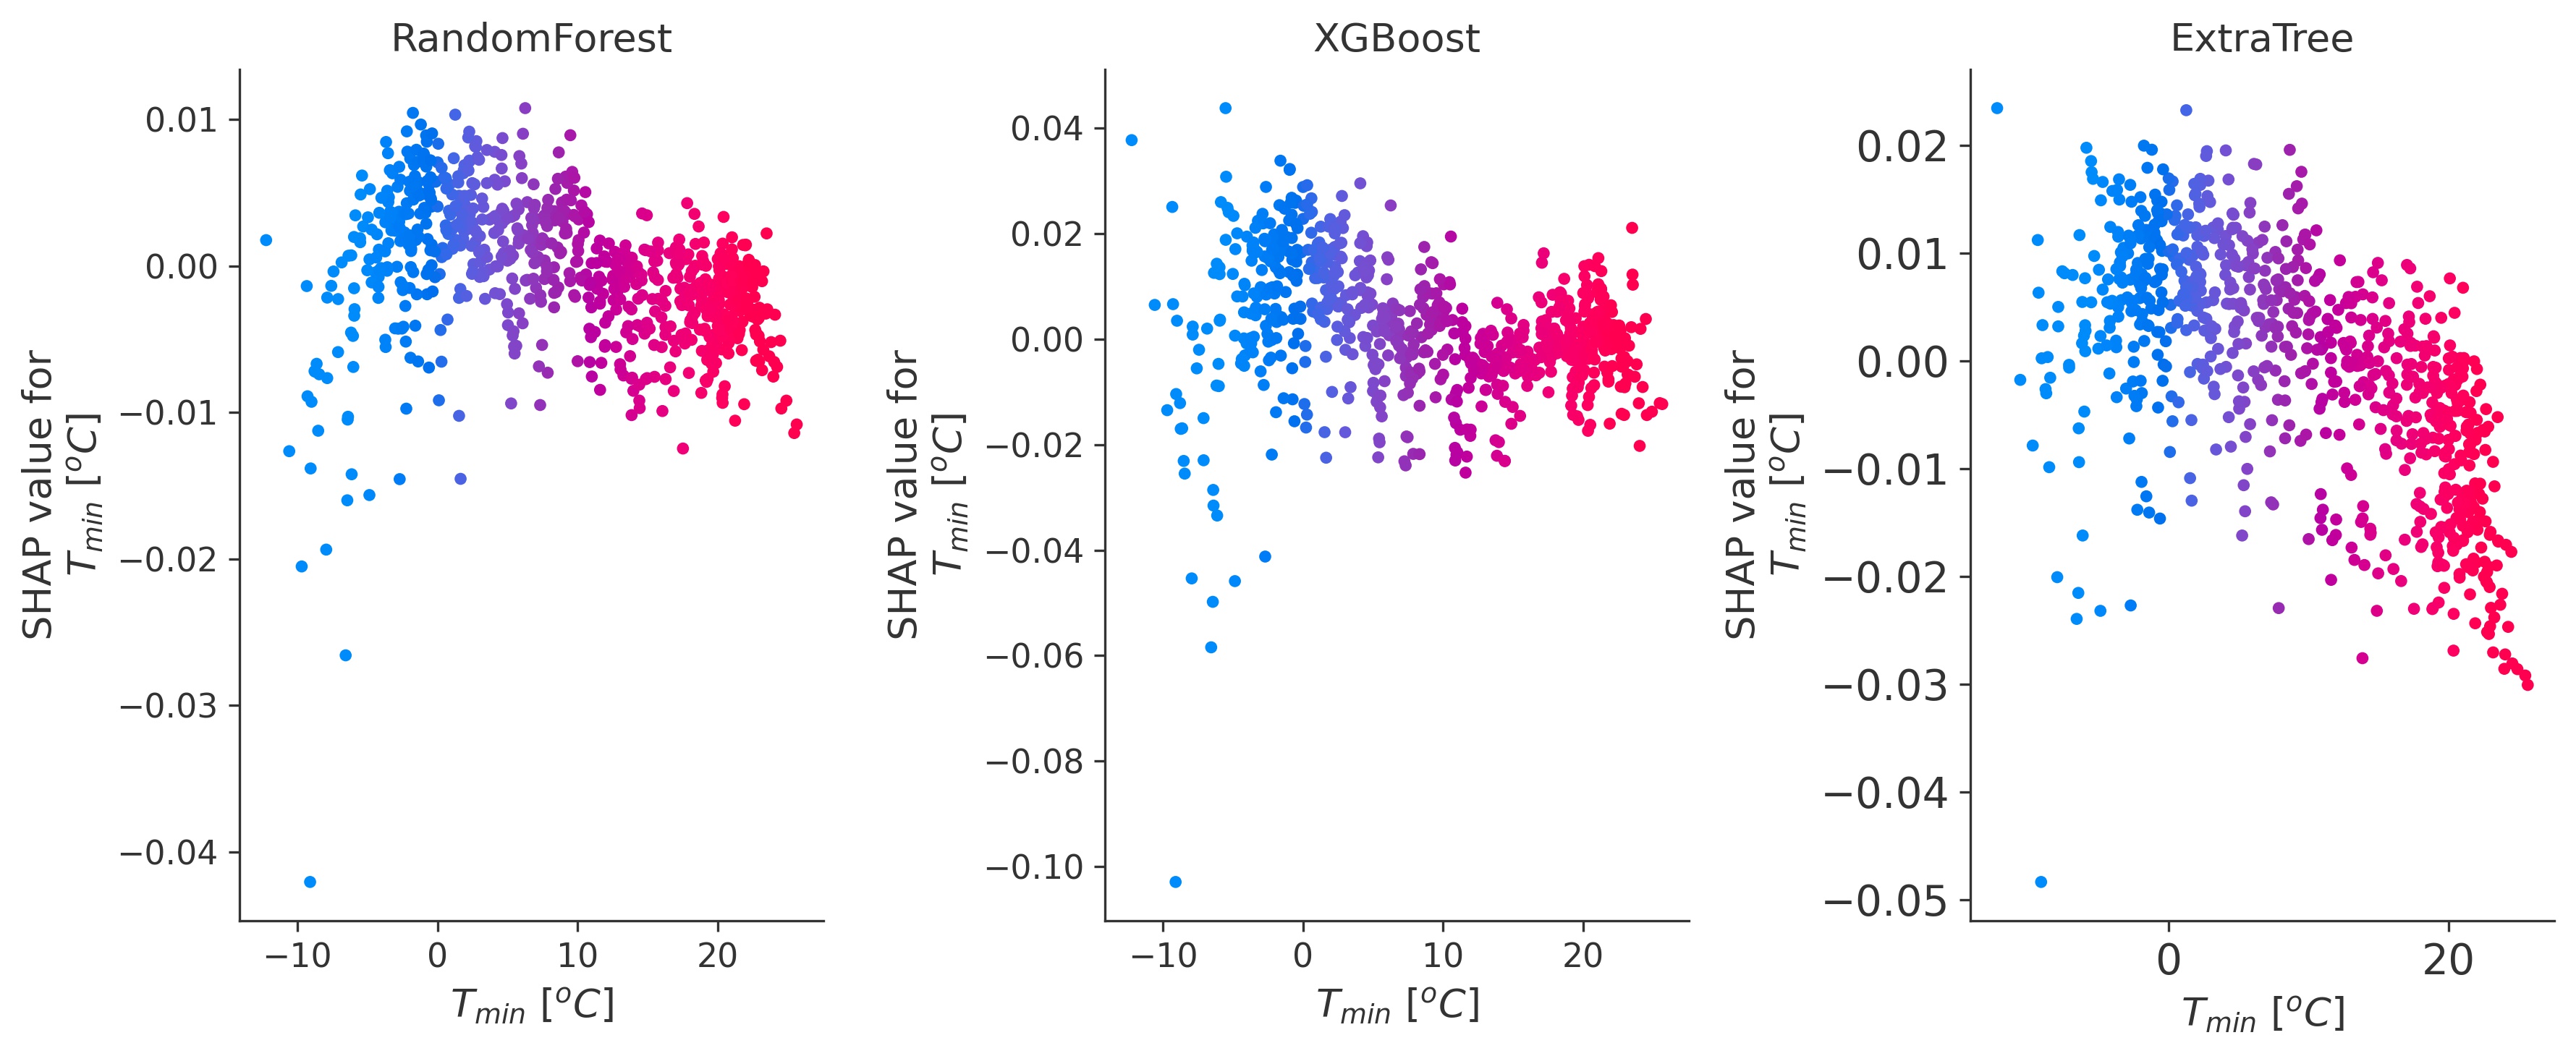 RandomForest
SHAP value for
T_min [°C]
0.01
0.00
−0.01
−0.02
−0.03
−0.04
−10 0 10 20
T_min [°C]
XGBoost
SHAP value for
T_min [°C]
0.04
0.02
0.00
−0.02
−0.04
−0.06
−0.08
−0.10
−10 0 10 20
T_min [°C]
ExtraTree
SHAP value for
T_min [°C]
0.02
0.01
0.00
−0.01
−0.02
−0.03
−0.04
−0.05
0 20
T_min [°C]